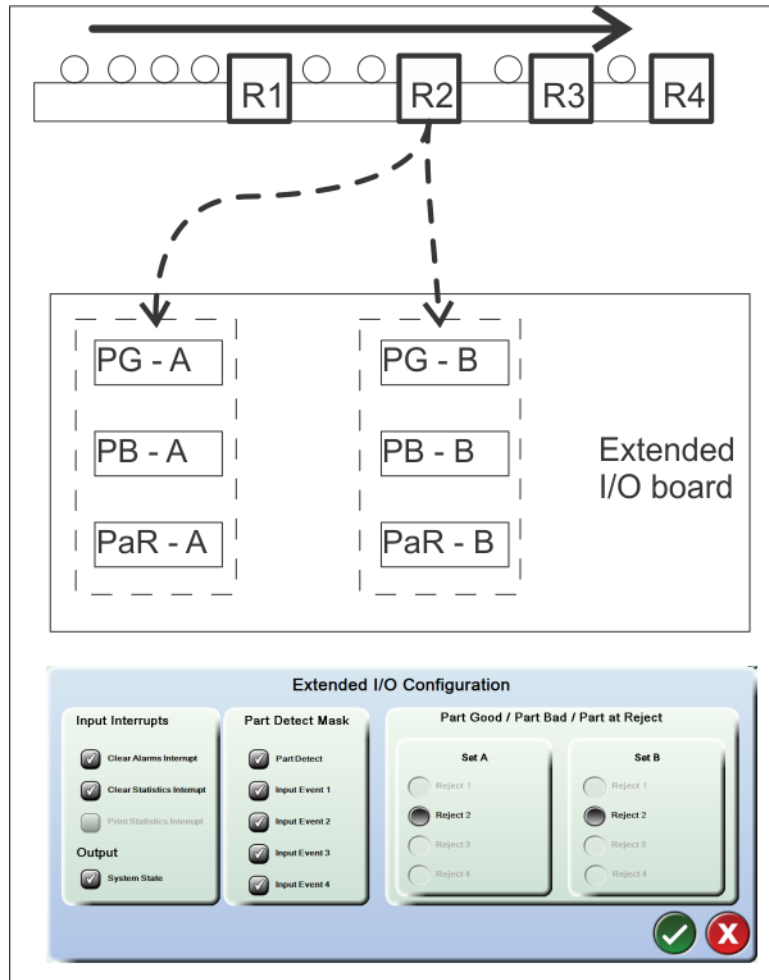 R1 R2 R3 R4
PG - A PG - B
PB - A PB - B
Extended
I/O board
PaR - A PaR - B
Extended I/O Configuration
Input Interrupts
Clear Alarms Interrupt
Clear Statistics Interrupt
Print Statistics Interrupt
Output
System State
Part Detect Mask
Part Detect
Input Event 1
Input Event 2
Input Event 3
Input Event 4
Part Good / Part Bad / Part at Reject
Set A
Reject 1
Reject 2
Reject 3
Reject 4
Set B
Reject 1
Reject 2
Reject 3
Reject 4